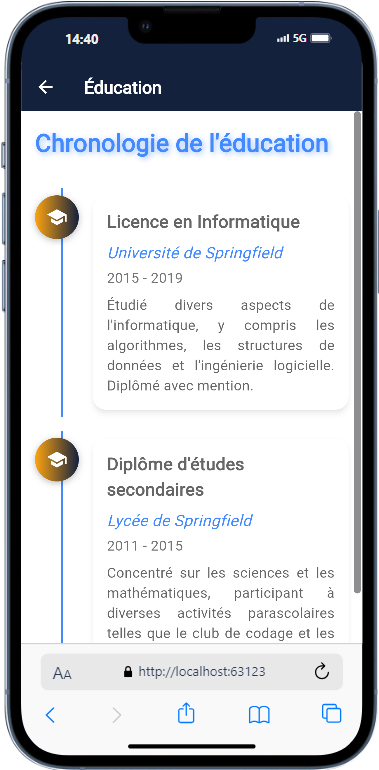 14:40
5G
Éducation
Chronologie de l'éducation
Licence en Informatique
Université de Springfield
2015 - 2019
Étudié divers aspects de
l'informatique, y compris les
algorithmes, les structures de
données et l'ingénierie logicielle.
Diplômé avec mention.
Diplôme d'études
secondaires
Lycée de Springfield
2011 - 2015
Concentré sur les sciences et les
mathématiques, participant à
diverses activités parascolaires
telles que le club de codage et les
AA
http://localhost:63123